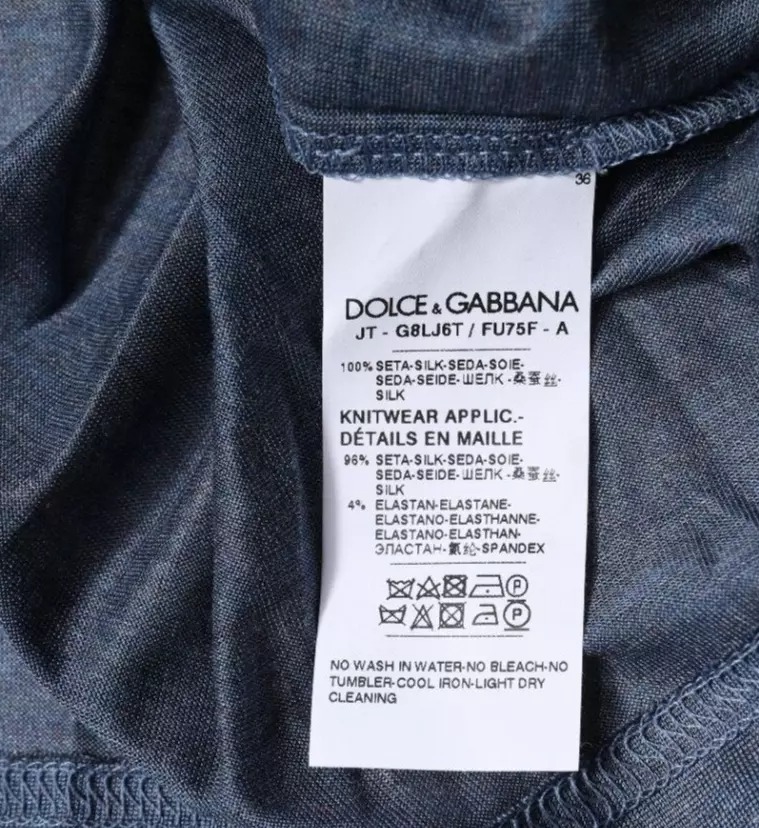 36
DOLCE & GABBANA
JT - G8LJ6T / FU75F - A
100% SETA-SILK-SEDA-SOIE-
SEDA-SEIDE-ШЕЛК-桑蚕丝-
SILK
KNITWEAR APPLIC.-
DÉTAILS EN MAILLE
96% SETA-SILK-SEDA-SOIE-
SEDA-SEIDE-ШЕЛК-桑蚕丝-
SILK
4% ELASTAN-ELASTANE-
ELASTANO-ELASTHANNE-
ELASTANO-ELASTHAN-
ЭЛАСТАН-氨纶-SPANDEX
P
P
NO WASH IN WATER-NO BLEACH-NO
TUMBLER-COOL IRON-LIGHT DRY
CLEANING